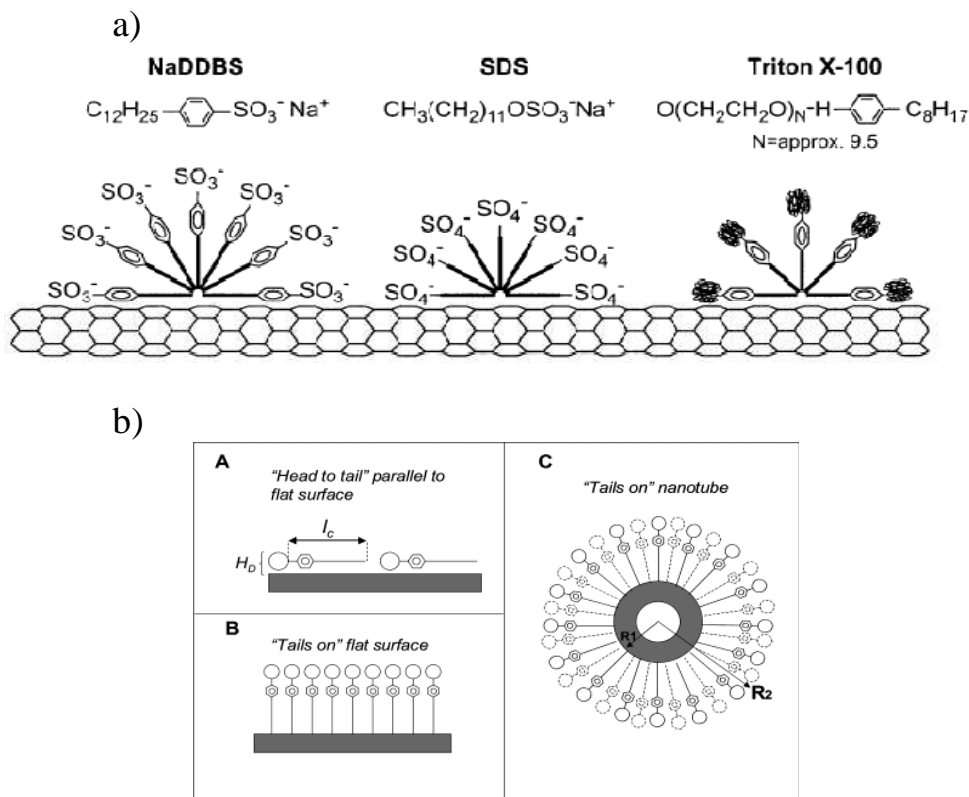 a)
NaDDBS SDS Triton X-100
C₁₂H₂₅ SO₃⁻ Na⁺ CH₃(CH₂)₁₁OSO₃⁻Na⁺ O(CH₂CH₂O)N-H C₈H₁₇
N=approx. 9.5
SO₃⁻
SO₃⁻ SO₃⁻
SO₃⁻ SO₃⁻
SO₃⁻ SO₃⁻
SO₄⁻
SO₄⁻ SO₄⁻
SO₄⁻ SO₄⁻
SO₄⁻ SO₄⁻
b)
A
"Head to tail" parallel to
flat surface
lc
HD
B
"Tails on" flat surface
C
"Tails on" nanotube
R1
R2